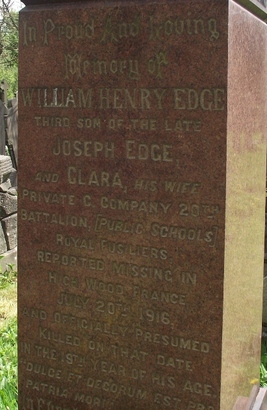 In Proud And Loving
Memory of
WILLIAM HENRY EDGE
THIRD SON OF THE LATE
JOSEPH EDGE,
AND CLARA, HIS WIFE
PRIVATE C. COMPANY 20TH
BATTALION, (PUBLIC SCHOOLS)
ROYAL FUSILIERS
REPORTED MISSING IN
HIGH WOOD FRANCE
JULY 20TH 1916,
AND OFFICIALLY PRESUMED
KILLED ON THAT DATE
IN THE 19TH YEAR OF HIS AGE
DULCE ET DECORUM EST
PATRIA MORI